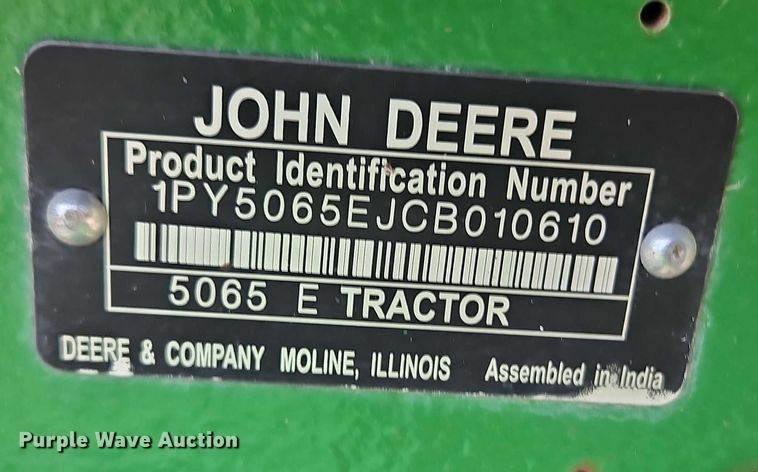 JOHN DEERE
Product Identification Number
1PY5065EJCB010610
5065 E TRACTOR
DEERE & COMPANY MOLINE, ILLINOIS Assembled in India
Purple Wave Auction